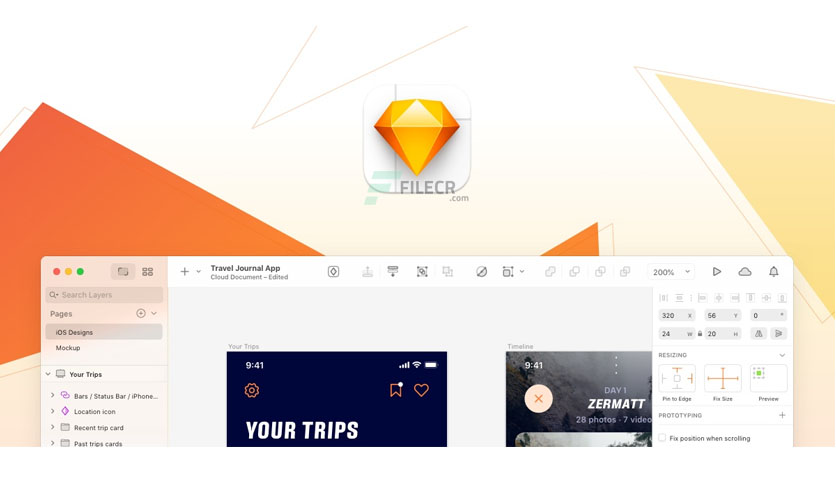 FILECR
.com
Travel Journal App
Cloud Document – Edited
200%
Search Layers
Pages
iOS Designs
Mockup
Your Trips
Bars / Status Bar / iPhone...
Location icon
Recent trip card
Past trips cards
Your Trips
9:41
YOUR TRIPS
Timeline
9:41
DAY 1
ZERMATT
28 photos · 7 video
320 X 56 Y 0 °
24 W 20 H
RESIZING
Pin to Edge Fix Size Preview
PROTOTYPING
Fix position when scrolling